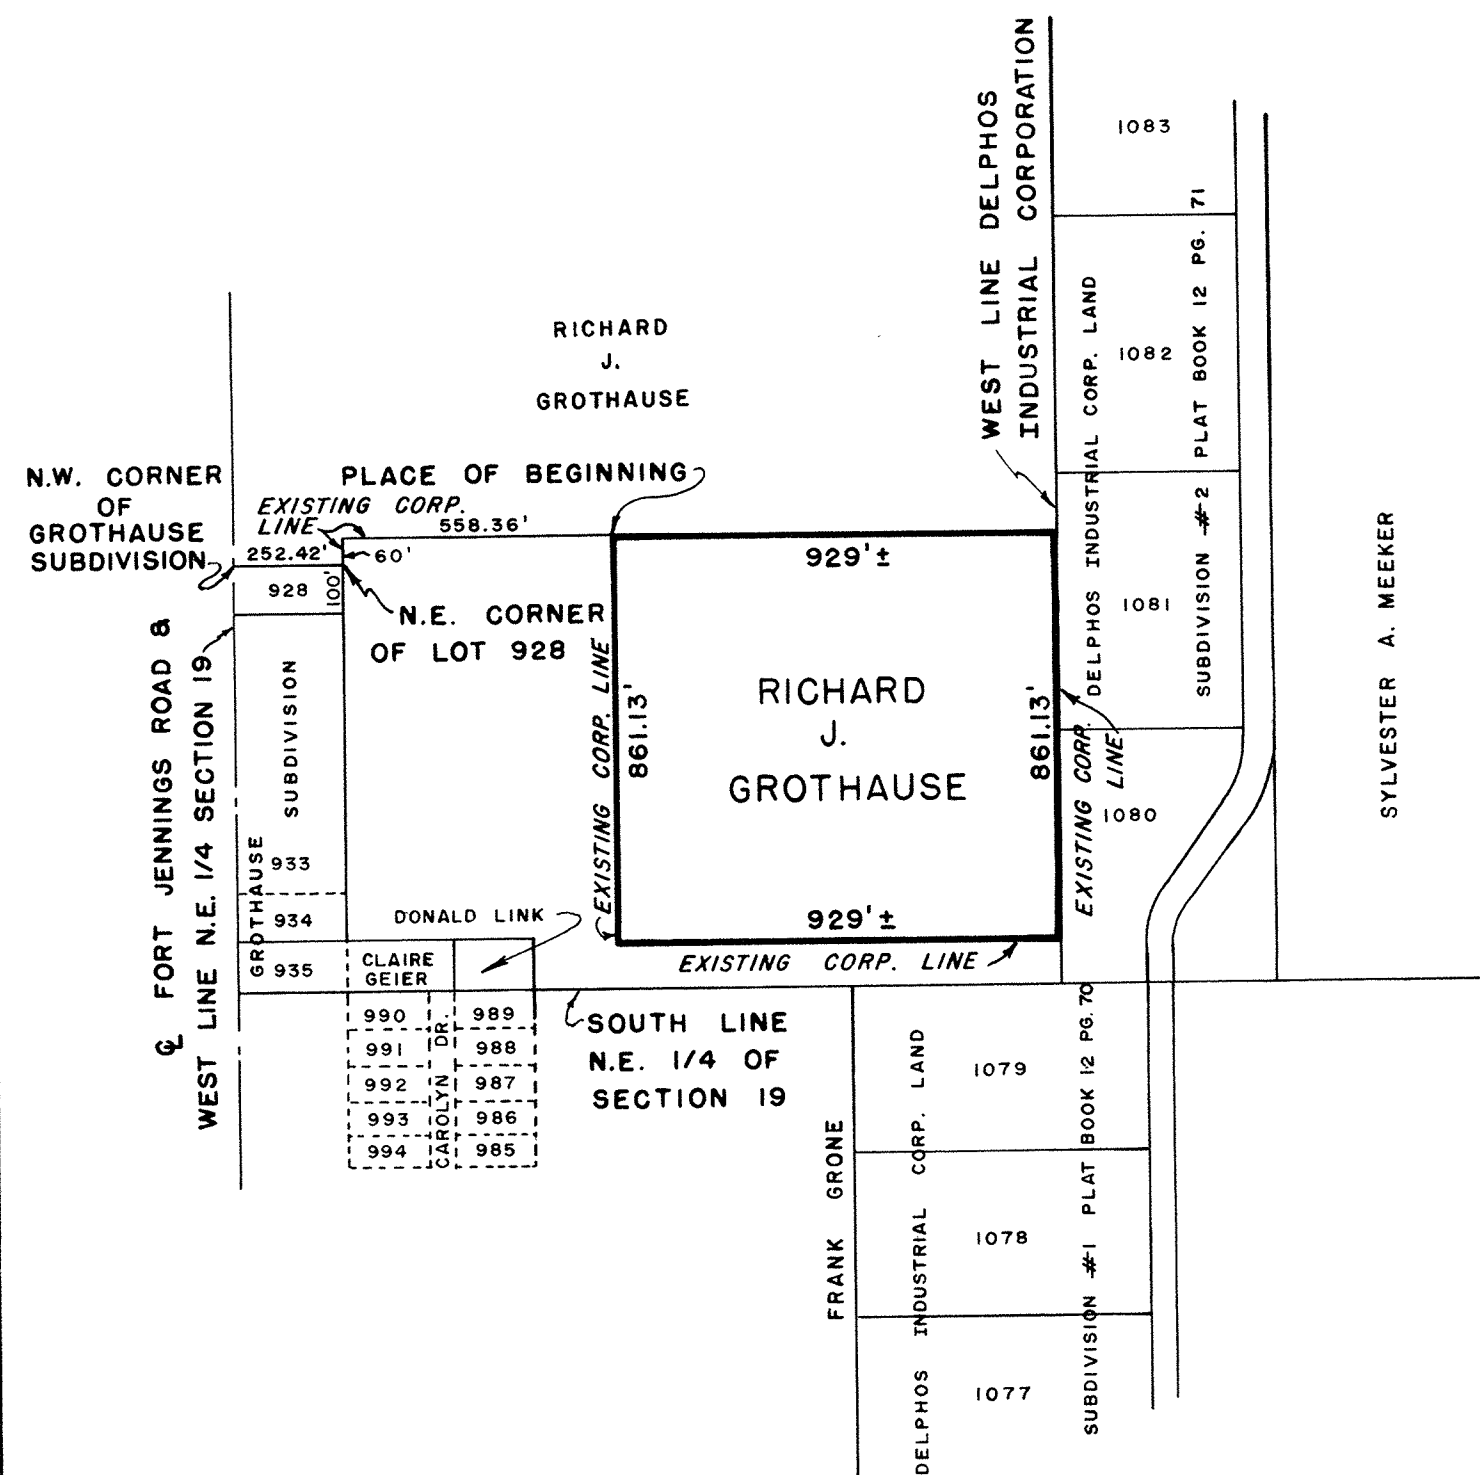 WEST LINE DELPHOS
INDUSTRIAL CORPORATION
1083
RICHARD
J.
GROTHAUSE
DELPHOS INDUSTRIAL CORP. LAND
1082
SUBDIVISION #2 PLAT BOOK 12 PG. 71
N.W. CORNER
OF
GROTHAUSE
SUBDIVISION
PLACE OF BEGINNING
EXISTING CORP.
LINE
558.36'
252.42'
60'
928
100'
N.E. CORNER
OF LOT 928
929'±
1081
SYLVESTER A. MEEKER
℄ FORT JENNINGS ROAD &
WEST LINE N.E. 1/4 SECTION 19
GROTHAUSE
SUBDIVISION
EXISTING CORP. LINE
861.13'
RICHARD
J.
GROTHAUSE
861.13'
EXISTING CORP.
LINE
1080
933
934
935
DONALD LINK
CLAIRE
GEIER
929'±
EXISTING CORP. LINE
990
991
992
993
994
CAROLYN DR.
989
988
987
986
985
SOUTH LINE
N.E. 1/4 OF
SECTION 19
FRANK GRONE
DELPHOS INDUSTRIAL CORP. LAND
1079
1078
1077
SUBDIVISION #1 PLAT BOOK 12 PG. 70